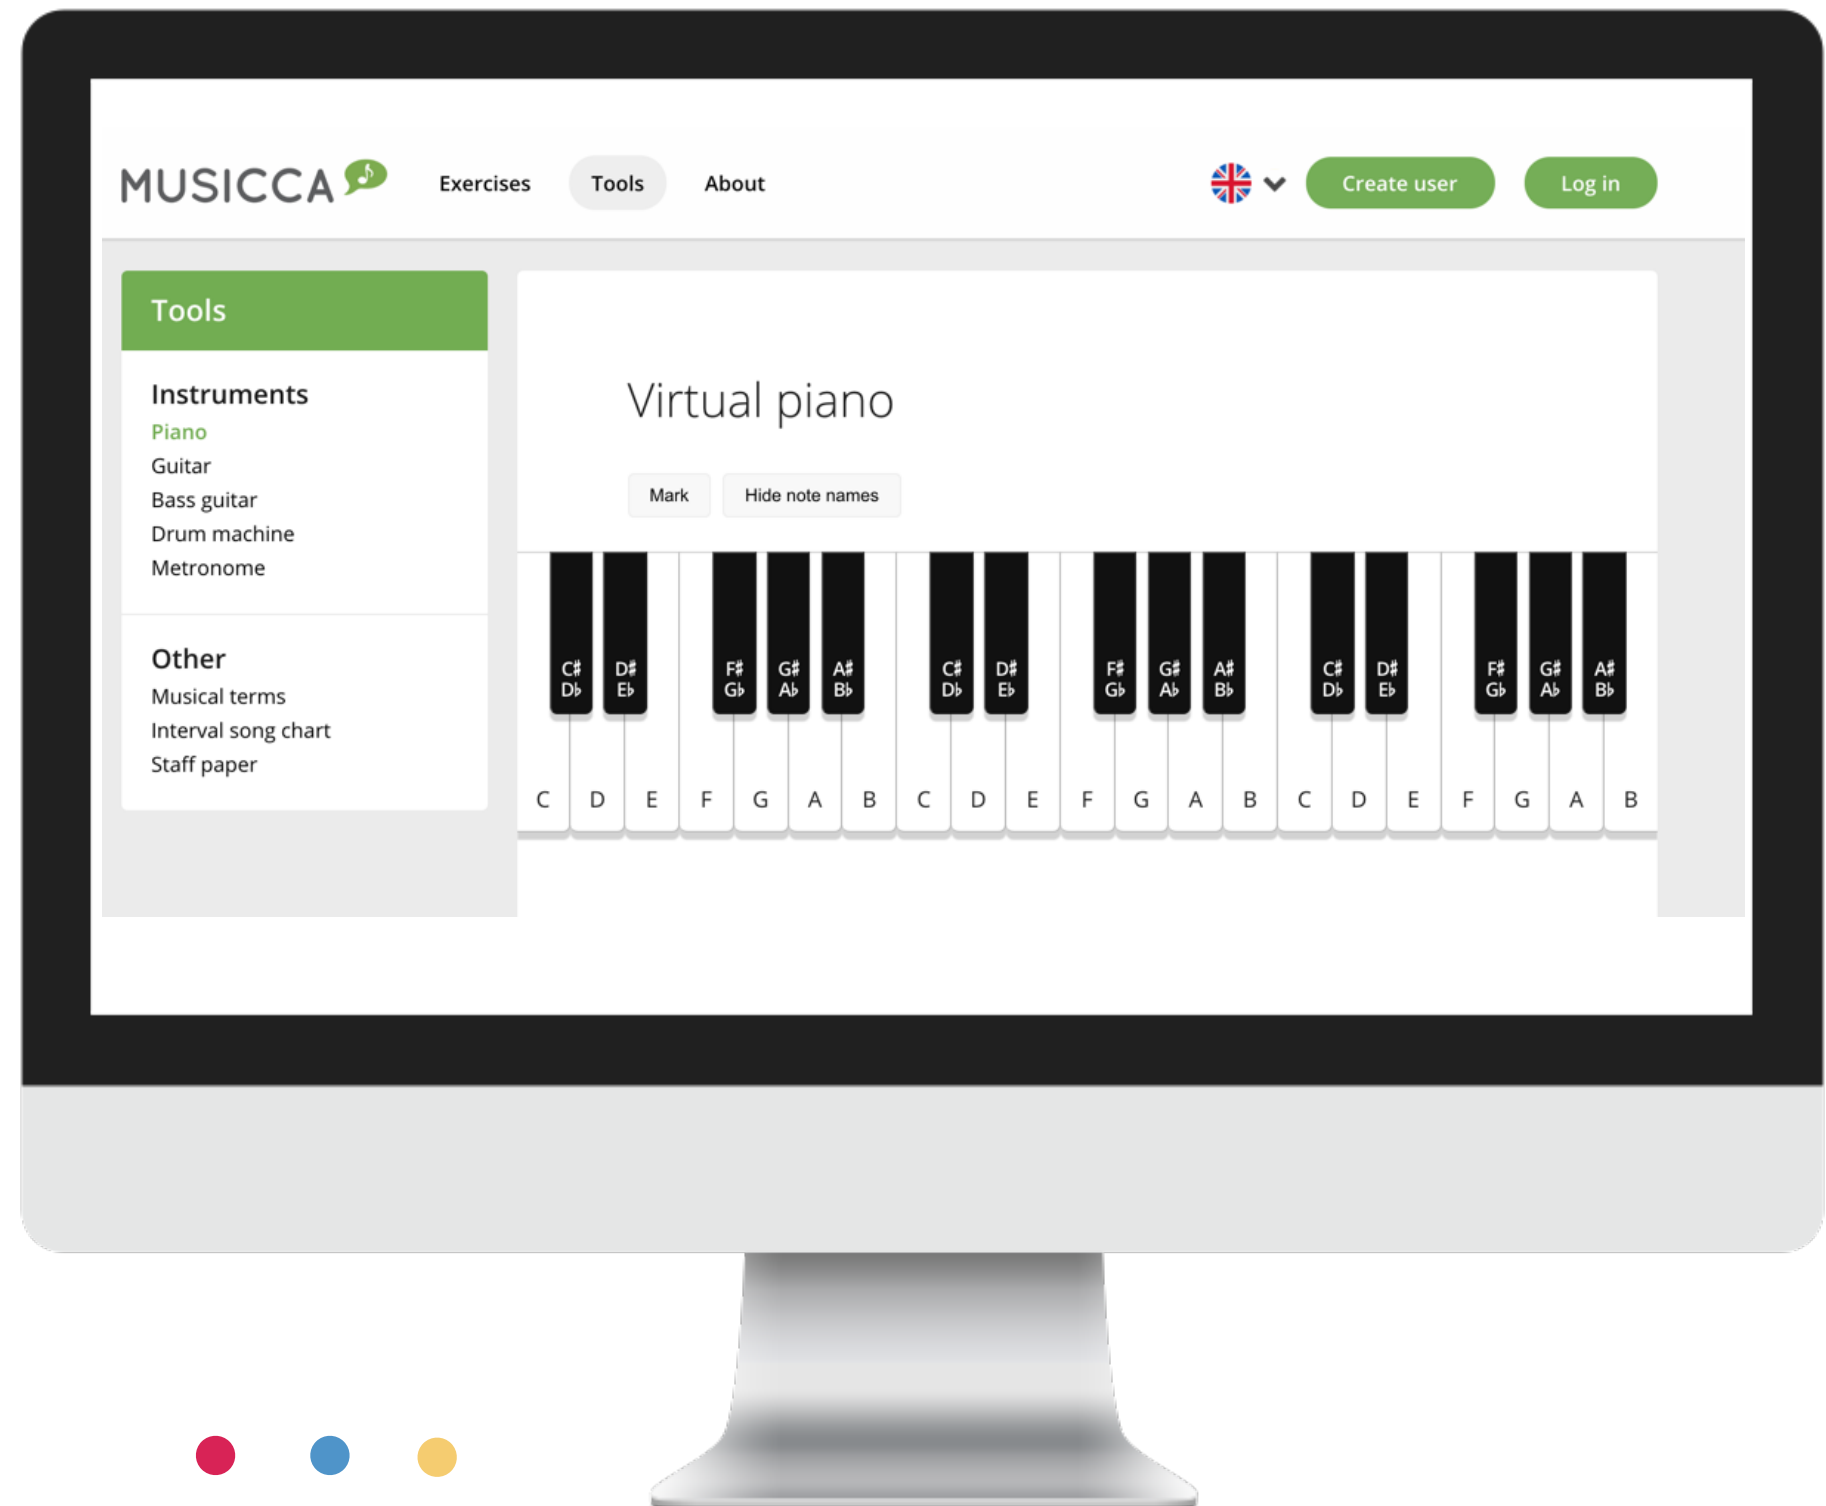 MUSICCA
Exercises Tools About
Create user Log in
Tools
Instruments
Piano
Guitar
Bass guitar
Drum machine
Metronome
Other
Musical terms
Interval song chart
Staff paper
Virtual piano
Mark Hide note names
C# D# F# G# A# C# D# F# G# A# C# D# F# G# A#
D♭ E♭ G♭ A♭ B♭ D♭ E♭ G♭ A♭ B♭ D♭ E♭ G♭ A♭ B♭
C D E F G A B C D E F G A B C D E F G A B